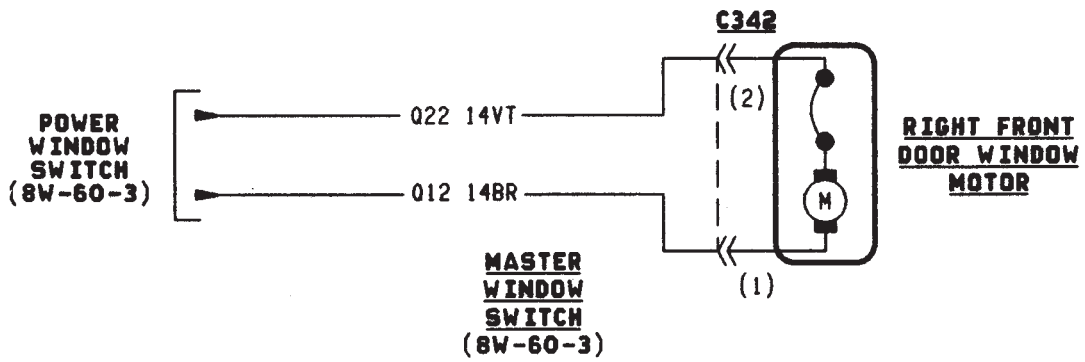 C342
(2)
Q22 14VT
POWER
WINDOW
SWITCH
(8W-60-3)
RIGHT FRONT
DOOR WINDOW
MOTOR
Q12 14BR
M
(1)
MASTER
WINDOW
SWITCH
(8W-60-3)